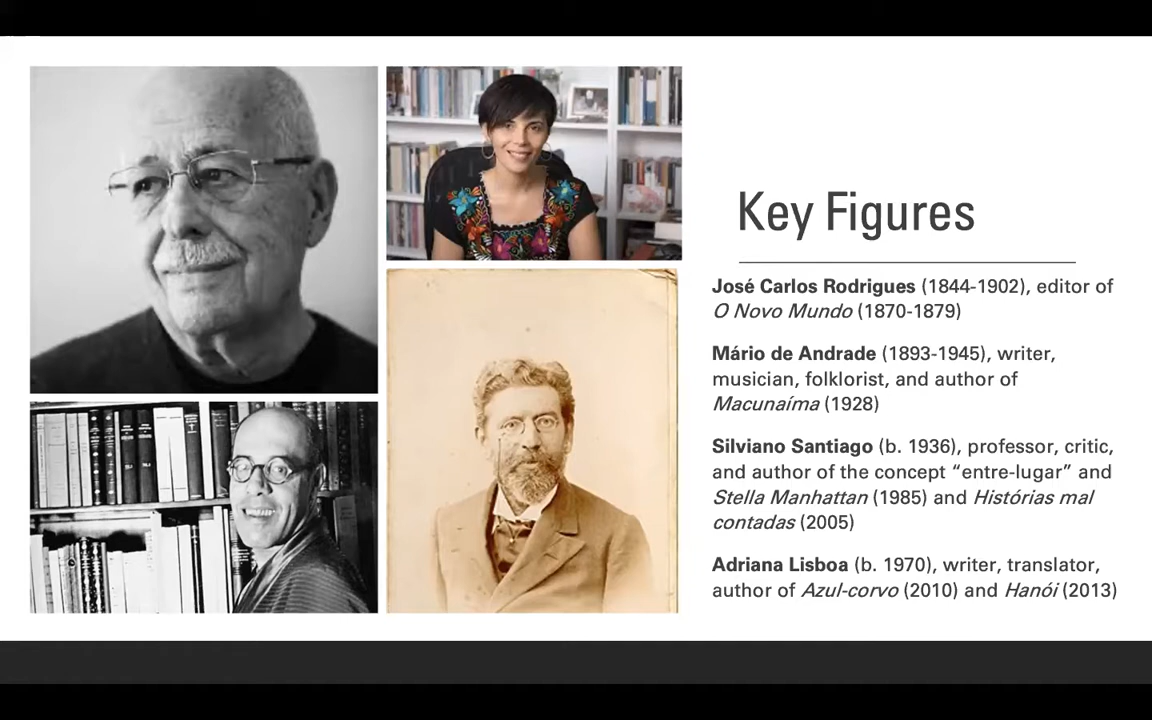 Key Figures
José Carlos Rodrigues (1844-1902), editor of
O Novo Mundo (1870-1879)
Mário de Andrade (1893-1945), writer,
musician, folklorist, and author of
Macunaíma (1928)
Silviano Santiago (b. 1936), professor, critic,
and author of the concept “entre-lugar” and
Stella Manhattan (1985) and Histórias mal
contadas (2005)
Adriana Lisboa (b. 1970), writer, translator,
author of Azul-corvo (2010) and Hanói (2013)